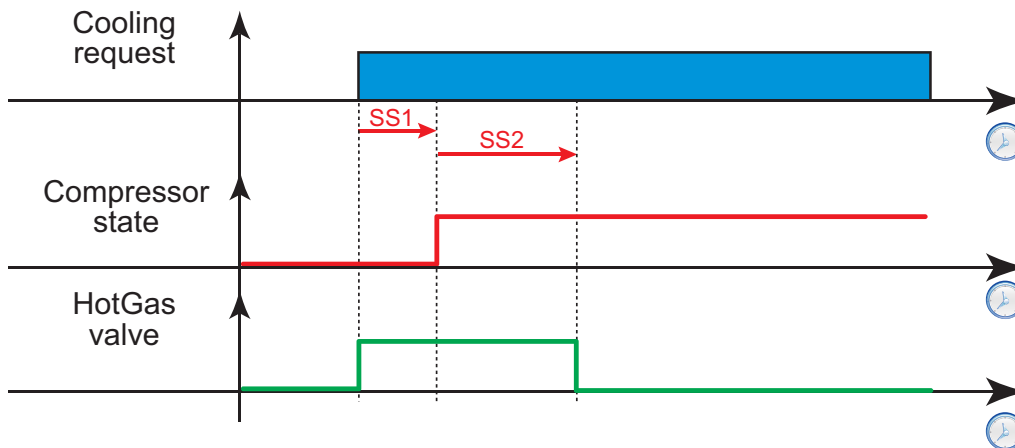 Cooling
request
SS1
SS2
Compressor
state
HotGas
valve